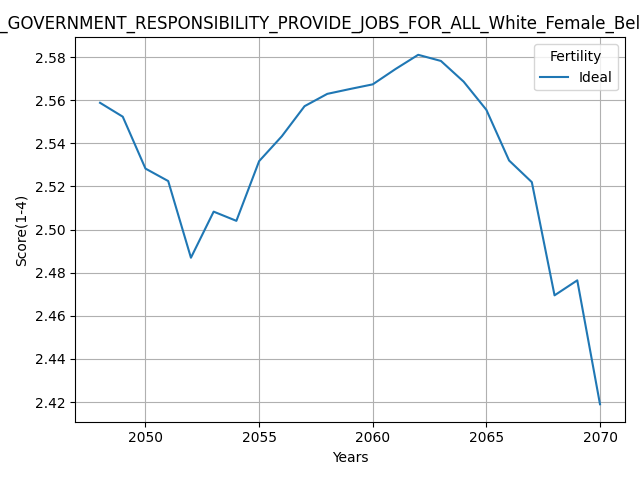 _GOVERNMENT_RESPONSIBILITY_PROVIDE_JOBS_FOR_ALL_White_Female_Bel
Fertility
Ideal
2.58
2.56
2.54
2.52
2.50
2.48
2.46
2.44
2.42
Score(1-4)
2050 2055 2060 2065 2070
Years